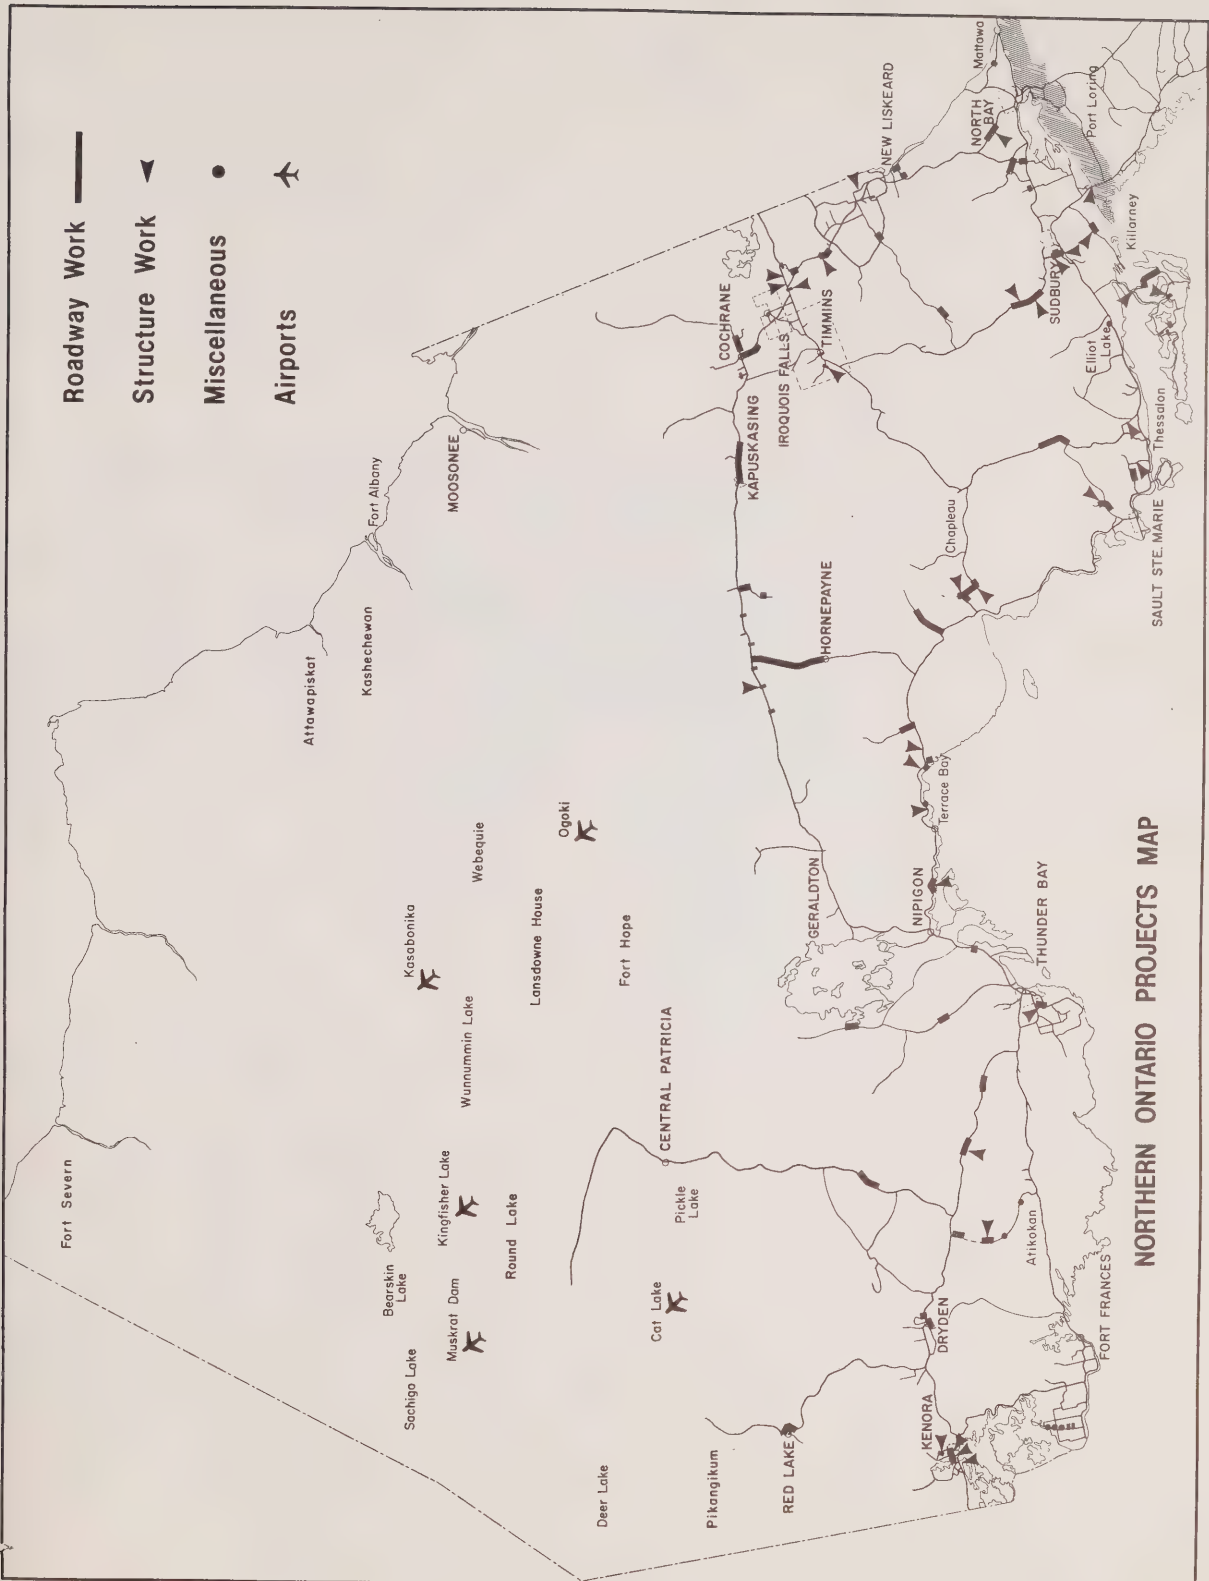 Roadway Work
Structure Work
Miscellaneous
Airports
Fort Severn
Attawapiskat
Kashechewan
Fort Albany
MOOSONEE
Bearskin
Lake
Sachigo Lake
Muskrat Dam
Kingfisher Lake
Kasabonika
Wunnummin Lake
Webequie
Round Lake
Lansdowne House
Ogoki
Deer Lake
Fort Hope
Cat Lake
CENTRAL PATRICIA
Pickle
Lake
Pikangikum
RED LAKE
COCHRANE
KAPUSKASING
IROQUOIS FALLS
TIMMINS
HORNEPAYNE
GERALDTON
NEW LISKEARD
KENORA
DRYDEN
NIPIGON
Terrace Bay
Chapleau
NORTH
BAY
Mattawa
Atikokan
THUNDER BAY
SUDBURY
Elliot
Lake
Port Loring
Killarney
FORT FRANCES
SAULT STE. MARIE
Thessalon
NORTHERN ONTARIO PROJECTS MAP